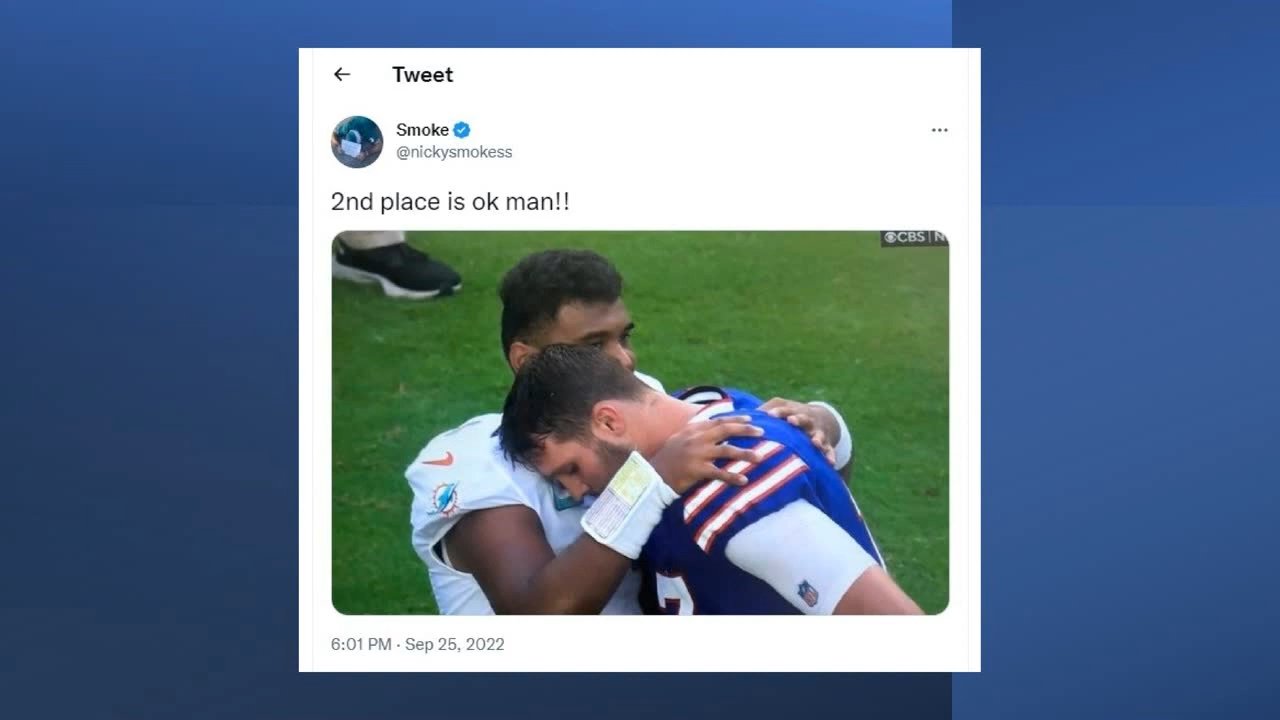 Tweet
Smoke
@nickysmokess
2nd place is ok man!!
CBS | N
6:01 PM · Sep 25, 2022